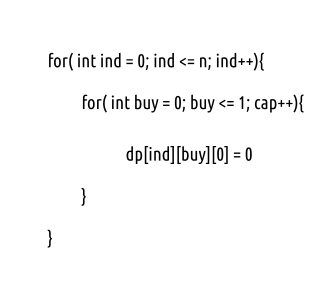 for( int ind = 0; ind <= n; ind++){
for( int buy = 0; buy <= 1; cap++){
dp[ind][buy][0] = 0
}
}